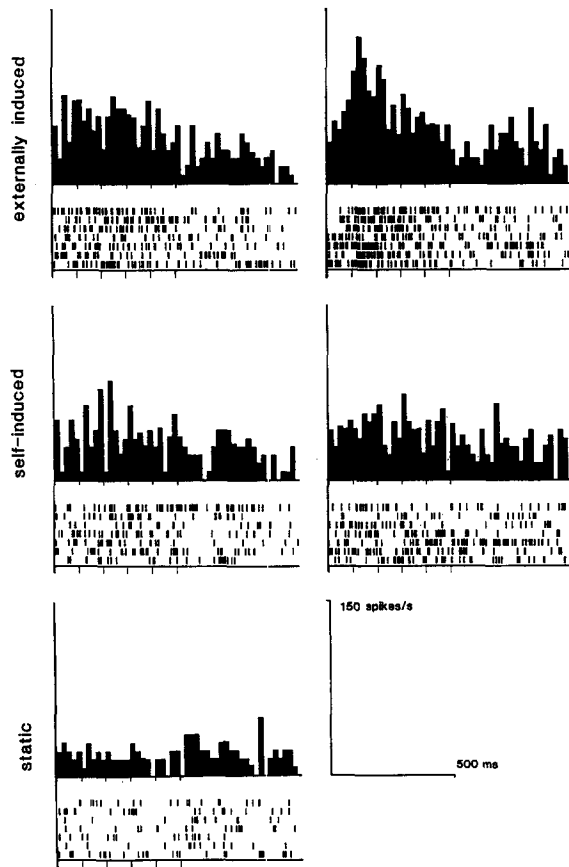 externally induced
self-induced
static
150 spikes/s
500 ms